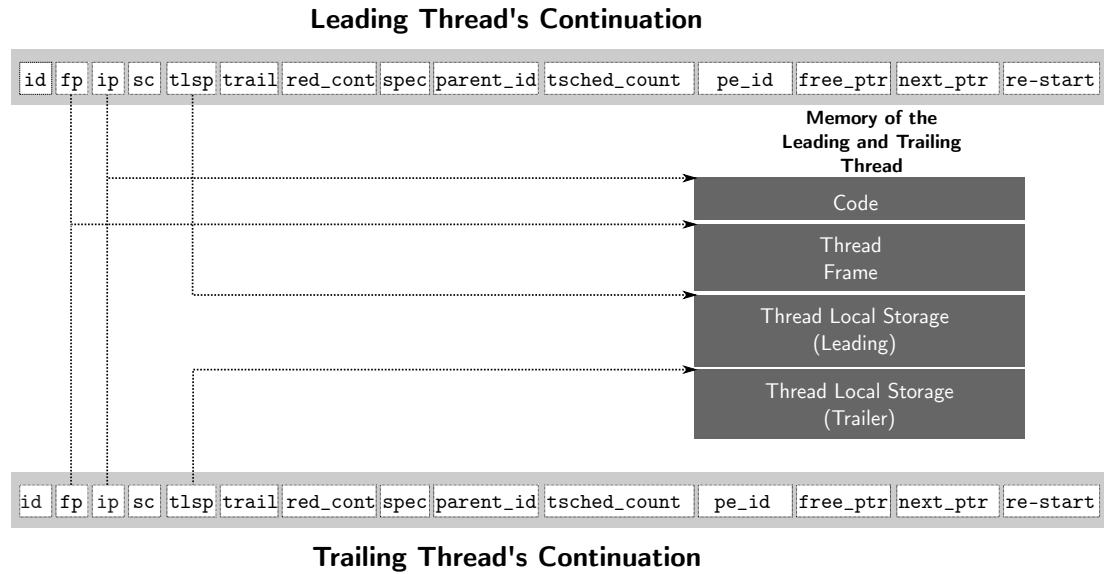 Leading Thread's Continuation
id fp ip sc tlsp trail red_cont spec parent_id tsched_count pe_id free_ptr next_ptr re-start
Memory of the
Leading and Trailing
Thread
Code
Thread
Frame
Thread Local Storage
(Leading)
Thread Local Storage
(Trailer)
id fp ip sc tlsp trail red_cont spec parent_id tsched_count pe_id free_ptr next_ptr re-start
Trailing Thread's Continuation